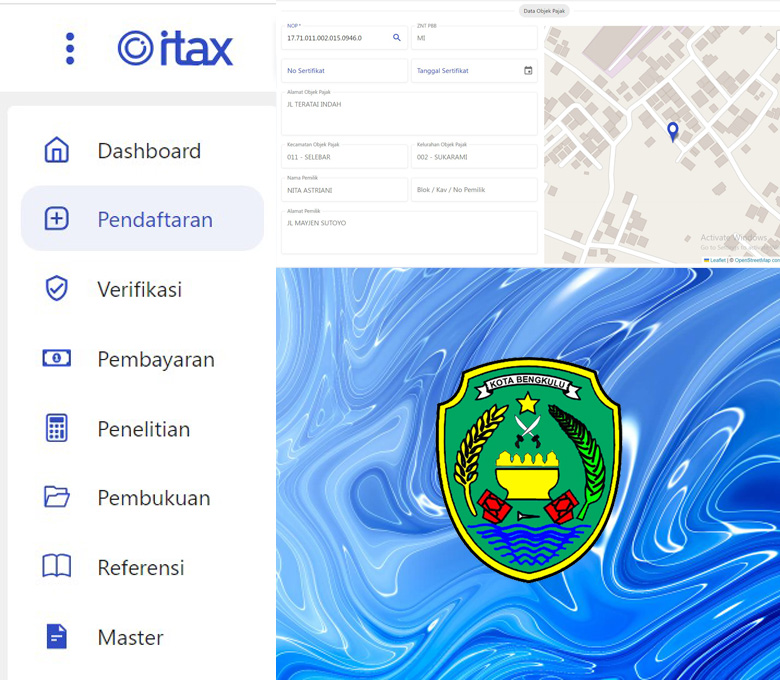 itax
Dashboard
Pendaftaran
Verifikasi
Pembayaran
Penelitian
Pembukuan
Referensi
Master
Data Objek Pajak
NOP*
17.71.011.002.015.0946.0
ZNT PBB
MI
No Sertifikat
Tanggal Sertifikat
Alamat Objek Pajak
JL TERATAI INDAH
Kecamatan Objek Pajak
011 - SELEBAR
Kelurahan Objek Pajak
002 - SUKARAMI
Nama Pemilik
NITA ASTRIANI
Blok / Kav / No Pemilik
Alamat Pemilik
JL MAYJEN SUTOYO
Activate Windows
Go to Settings to activate Windows.
Leaflet | © OpenStreetMap con
KOTA BENGKULU